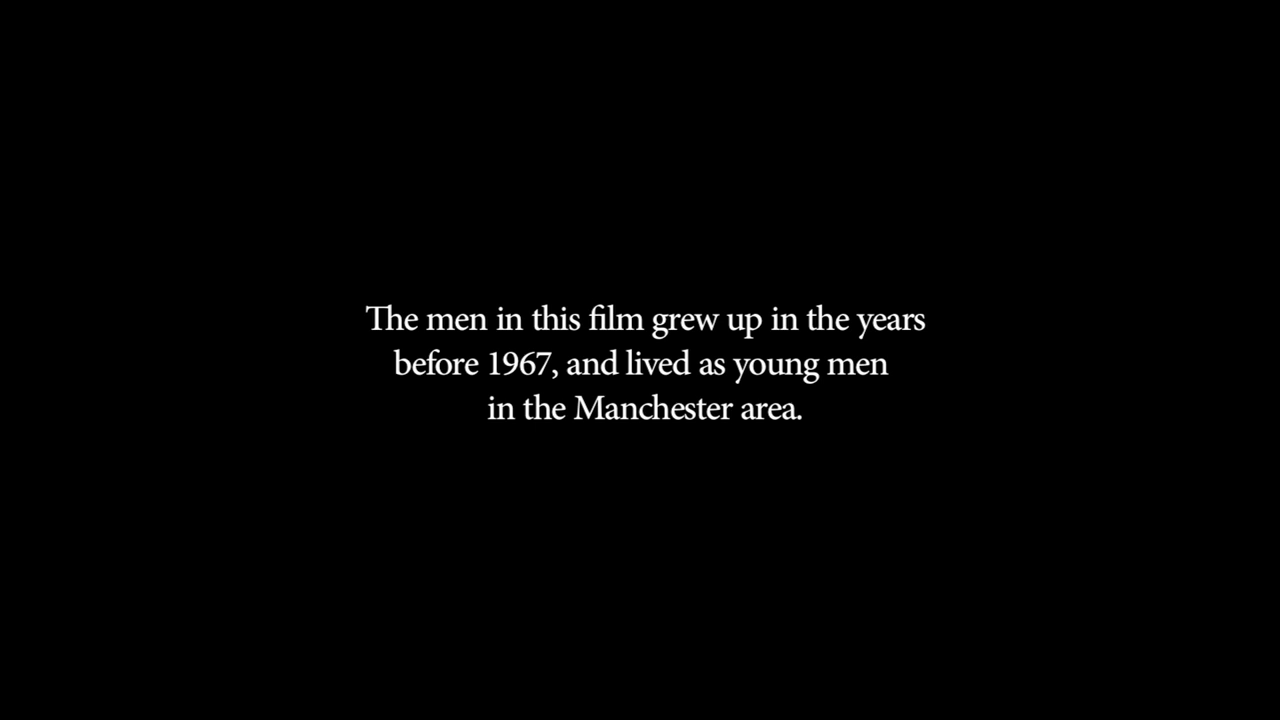 The men in this film grew up in the years
before 1967, and lived as young men
in the Manchester area.